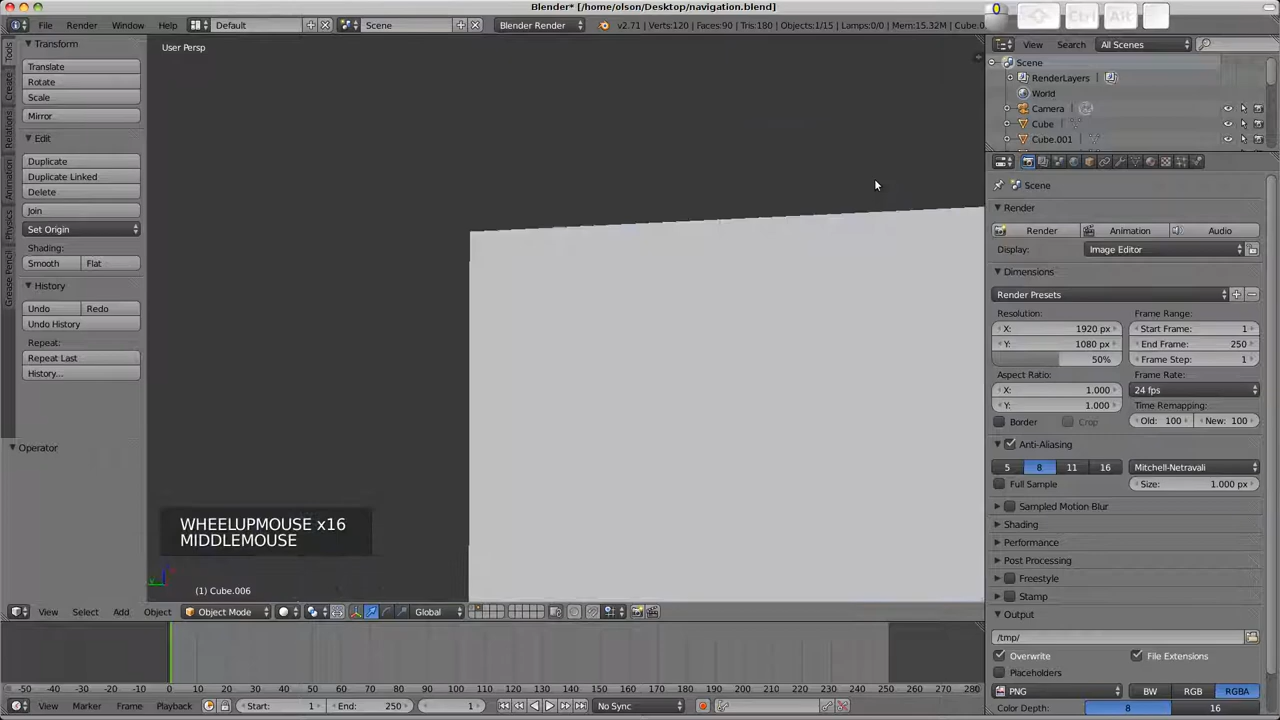 Blender* [/home/olson/Desktop/navigation.blend]
File Render Window Help Default Scene Blender Render v2.71 | Verts:120 | Faces:90 | Tris:180 | Objects:1/15 | Lamps:0/0 | Mem:15.32M | Cube.0
Ctrl Alt
Tools
Create
Relations
Animation
Physics
Grease Pencil
Transform
Translate
Rotate
Scale
Mirror
Edit
Duplicate
Duplicate Linked
Delete
Join
Set Origin
Shading:
Smooth Flat
History
Undo Redo
Undo History
Repeat:
Repeat Last
History...
Operator
User Persp
WHEELUPMOUSE x16
MIDDLEMOUSE
(1) Cube.006
View Select Add Object Object Mode Global
View Search All Scenes
Scene
RenderLayers
World
Camera
Cube
Cube.001
Scene
Render
Render Animation Audio
Display: Image Editor
Dimensions
Render Presets
Resolution: Frame Range:
X: 1920 px Start Frame: 1
Y: 1080 px End Frame: 250
50% Frame Step: 1
Aspect Ratio: Frame Rate:
X: 1.000 24 fps
Y: 1.000 Time Remapping:
Border Crop Old: 100 New: 100
Anti-Aliasing
5 8 11 16 Mitchell-Netravali
Full Sample Size: 1.000 px
Sampled Motion Blur
Shading
Performance
Post Processing
Freestyle
Stamp
Output
/tmp/
Overwrite File Extensions
Placeholders
PNG BW RGB RGBA
Color Depth: 8 16
-50 -40 -30 -20 -10 0 10 20 30 40 50 60 70 80 90 100 110 120 130 140 150 160 170 180 190 200 210 220 230 240 250 260 270 280
View Marker Frame Playback Start: 1 End: 250 1 No Sync